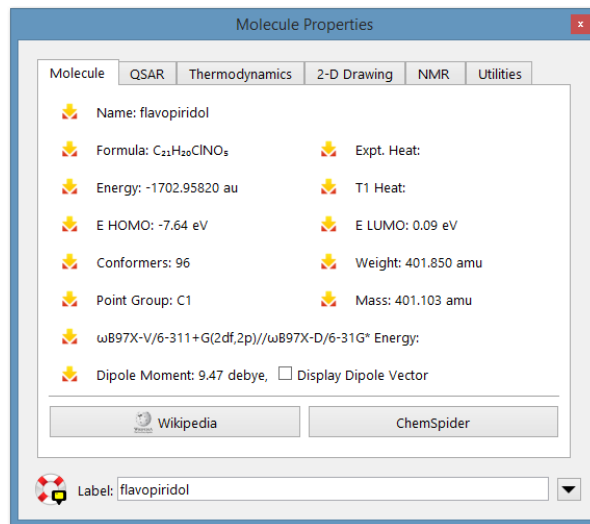 Molecule Properties
x
Molecule QSAR Thermodynamics 2-D Drawing NMR Utilities
Name: flavopiridol
Formula: C₂₁H₂₀ClNO₅ Expt. Heat:
Energy: -1702.95820 au T1 Heat:
E HOMO: -7.64 eV E LUMO: 0.09 eV
Conformers: 96 Weight: 401.850 amu
Point Group: C1 Mass: 401.103 amu
ωB97X-V/6-311+G(2df,2p)//ωB97X-D/6-31G* Energy:
Dipole Moment: 9.47 debye, Display Dipole Vector
Wikipedia ChemSpider
Label: flavopiridol